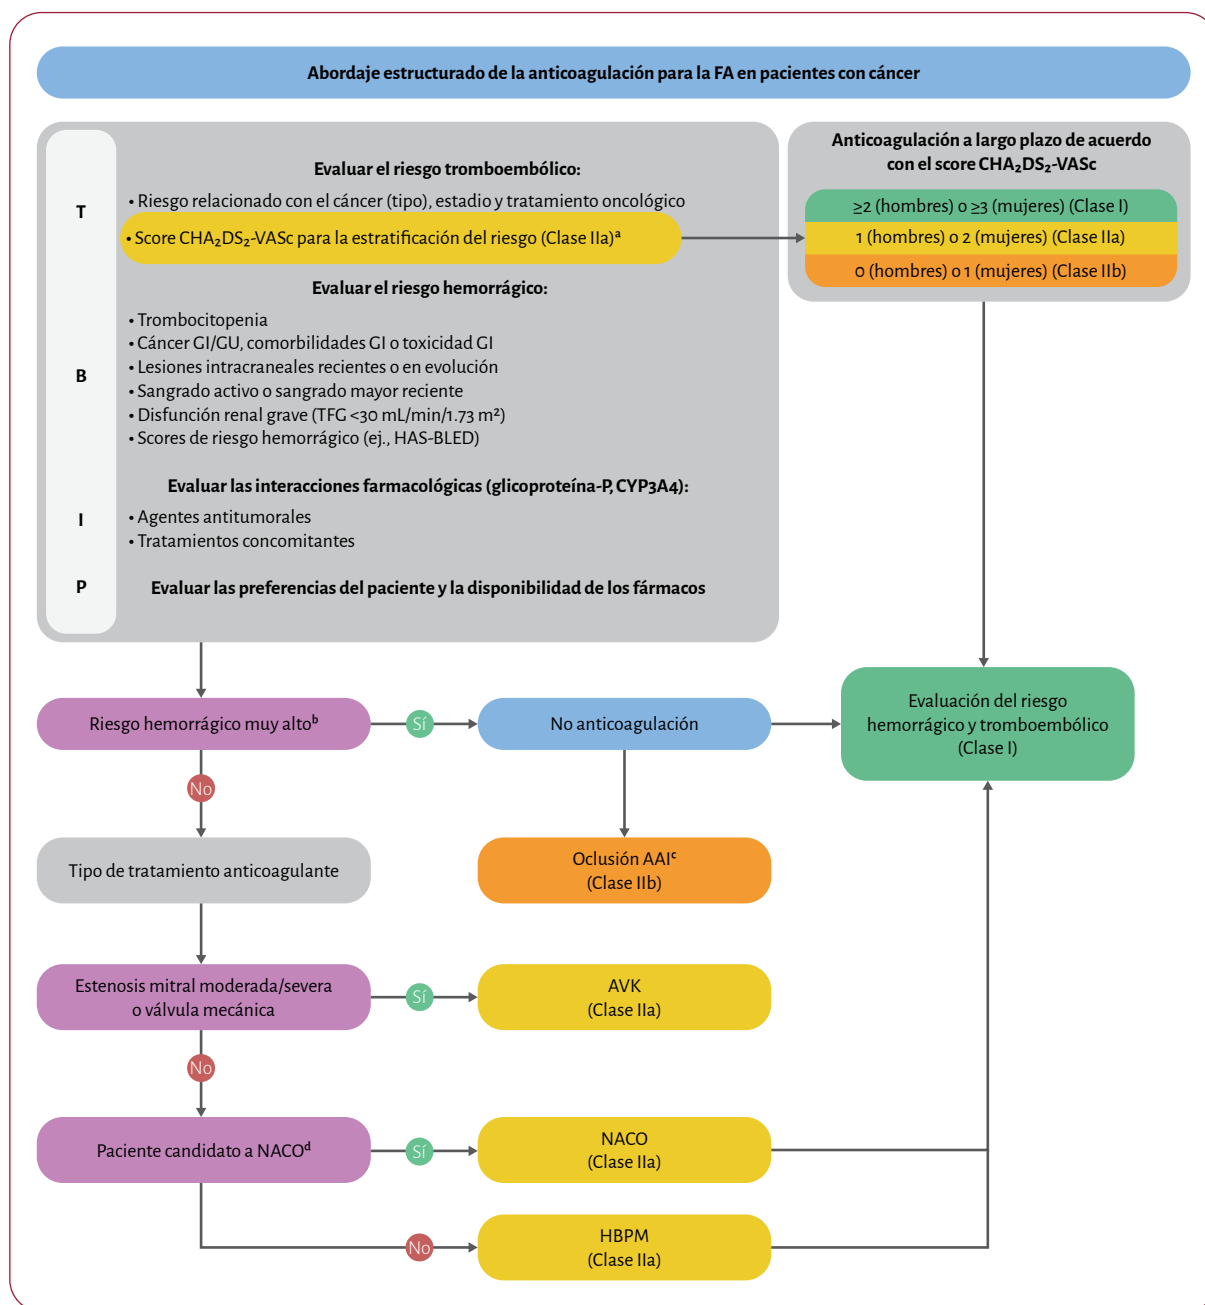 Abordaje estructurado de la anticoagulación para la FA en pacientes con cáncer
T
Evaluar el riesgo tromboembólico:
• Riesgo relacionado con el cáncer (tipo), estadio y tratamiento oncológico
• Score CHA₂DS₂-VASc para la estratificación del riesgo (Clase IIa)ᵃ
B
Evaluar el riesgo hemorrágico:
• Trombocitopenia
• Cáncer GI/GU, comorbilidades GI o toxicidad GI
• Lesiones intracraneales recientes o en evolución
• Sangrado activo o sangrado mayor reciente
• Disfunción renal grave (TFG <30 mL/min/1.73 m²)
• Scores de riesgo hemorrágico (ej., HAS-BLED)
I
Evaluar las interacciones farmacológicas (glicoproteína-P, CYP3A4):
• Agentes antitumorales
• Tratamientos concomitantes
P
Evaluar las preferencias del paciente y la disponibilidad de los fármacos
Anticoagulación a largo plazo de acuerdo
con el score CHA₂DS₂-VASc
≥2 (hombres) o ≥3 (mujeres) (Clase I)
1 (hombres) o 2 (mujeres) (Clase IIa)
0 (hombres) o 1 (mujeres) (Clase IIb)
Riesgo hemorrágico muy altoᵇ
Sí
No anticoagulación
Evaluación del riesgo
hemorrágico y tromboembólico
(Clase I)
No
Tipo de tratamiento anticoagulante
Oclusión AAIᶜ
(Clase IIb)
Estenosis mitral moderada/severa
o válvula mecánica
Sí
AVK
(Clase IIa)
No
Paciente candidato a NACOᵈ
Sí
NACO
(Clase IIa)
No
HBPM
(Clase IIa)